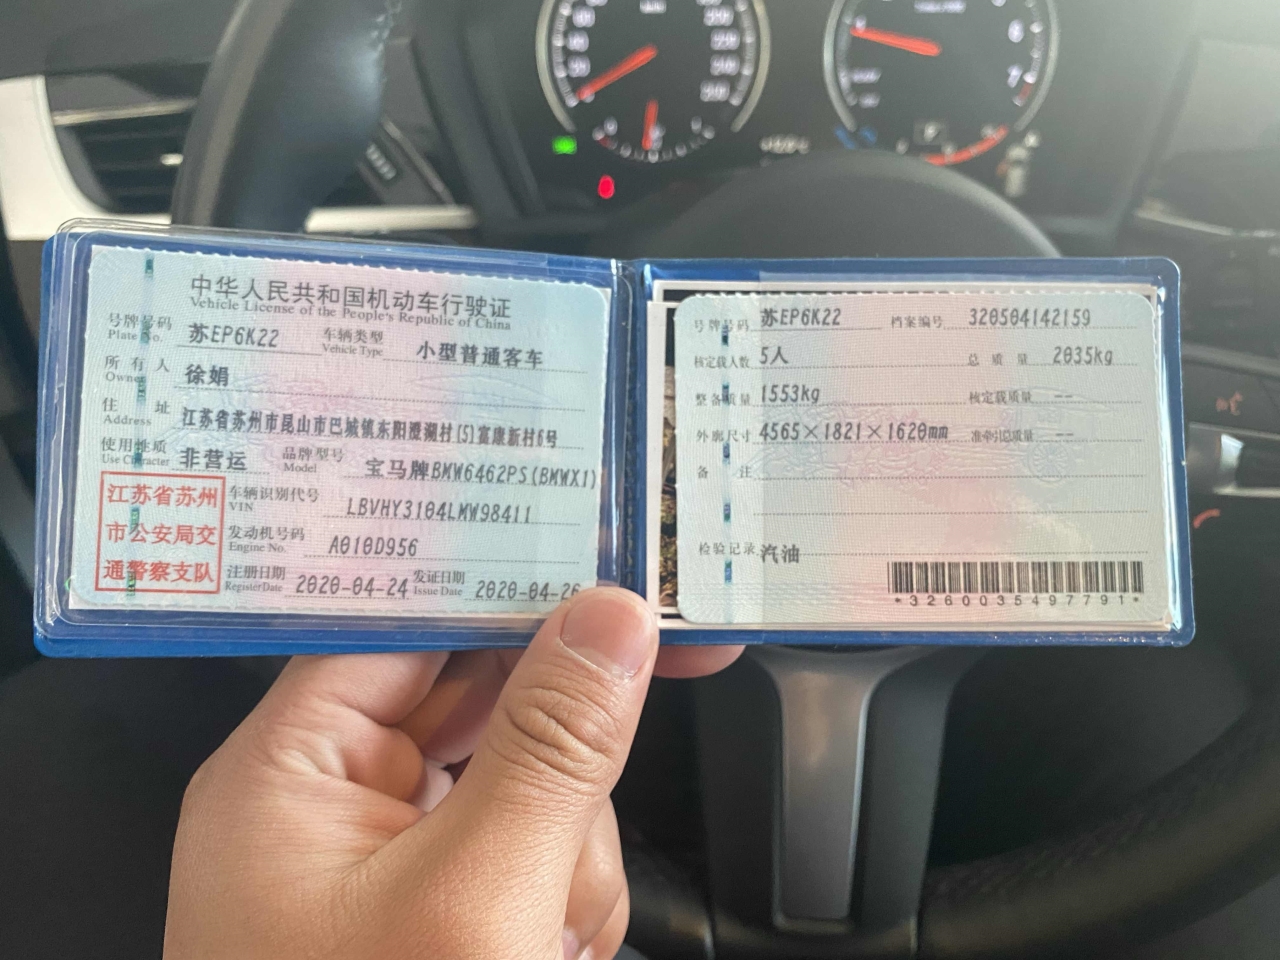 中华人民共和国机动车行驶证
Vehicle License of the People's Republic of China
号牌号码 苏EP6K22 车辆类型 小型普通客车
Plate No. Vehicle Type
所有人 徐娟
Owner
住址 江苏省苏州市昆山市巴城镇东阳澄湖村(5)富康新村6号
Address
使用性质 非营运 品牌型号 宝马牌BMW6462PS(BMWX1)
Use Character Model
江苏省苏州
市公安局交
通警察支队
车辆识别代号 LBVHY3104LMW98411
VIN
发动机号码 A010D956
Engine No.
注册日期 2020-04-24 发证日期 2020-04-26
Register Date Issue Date
号牌号码 苏EP6K22 档案编号 320504142159
核定载人数 5人 总质量 2035kg
整备质量 1553kg 核定载质量 --
外廓尺寸 4565×1821×1620mm 准牵引总质量 --
备注
检验记录 汽油
*3260035497791*